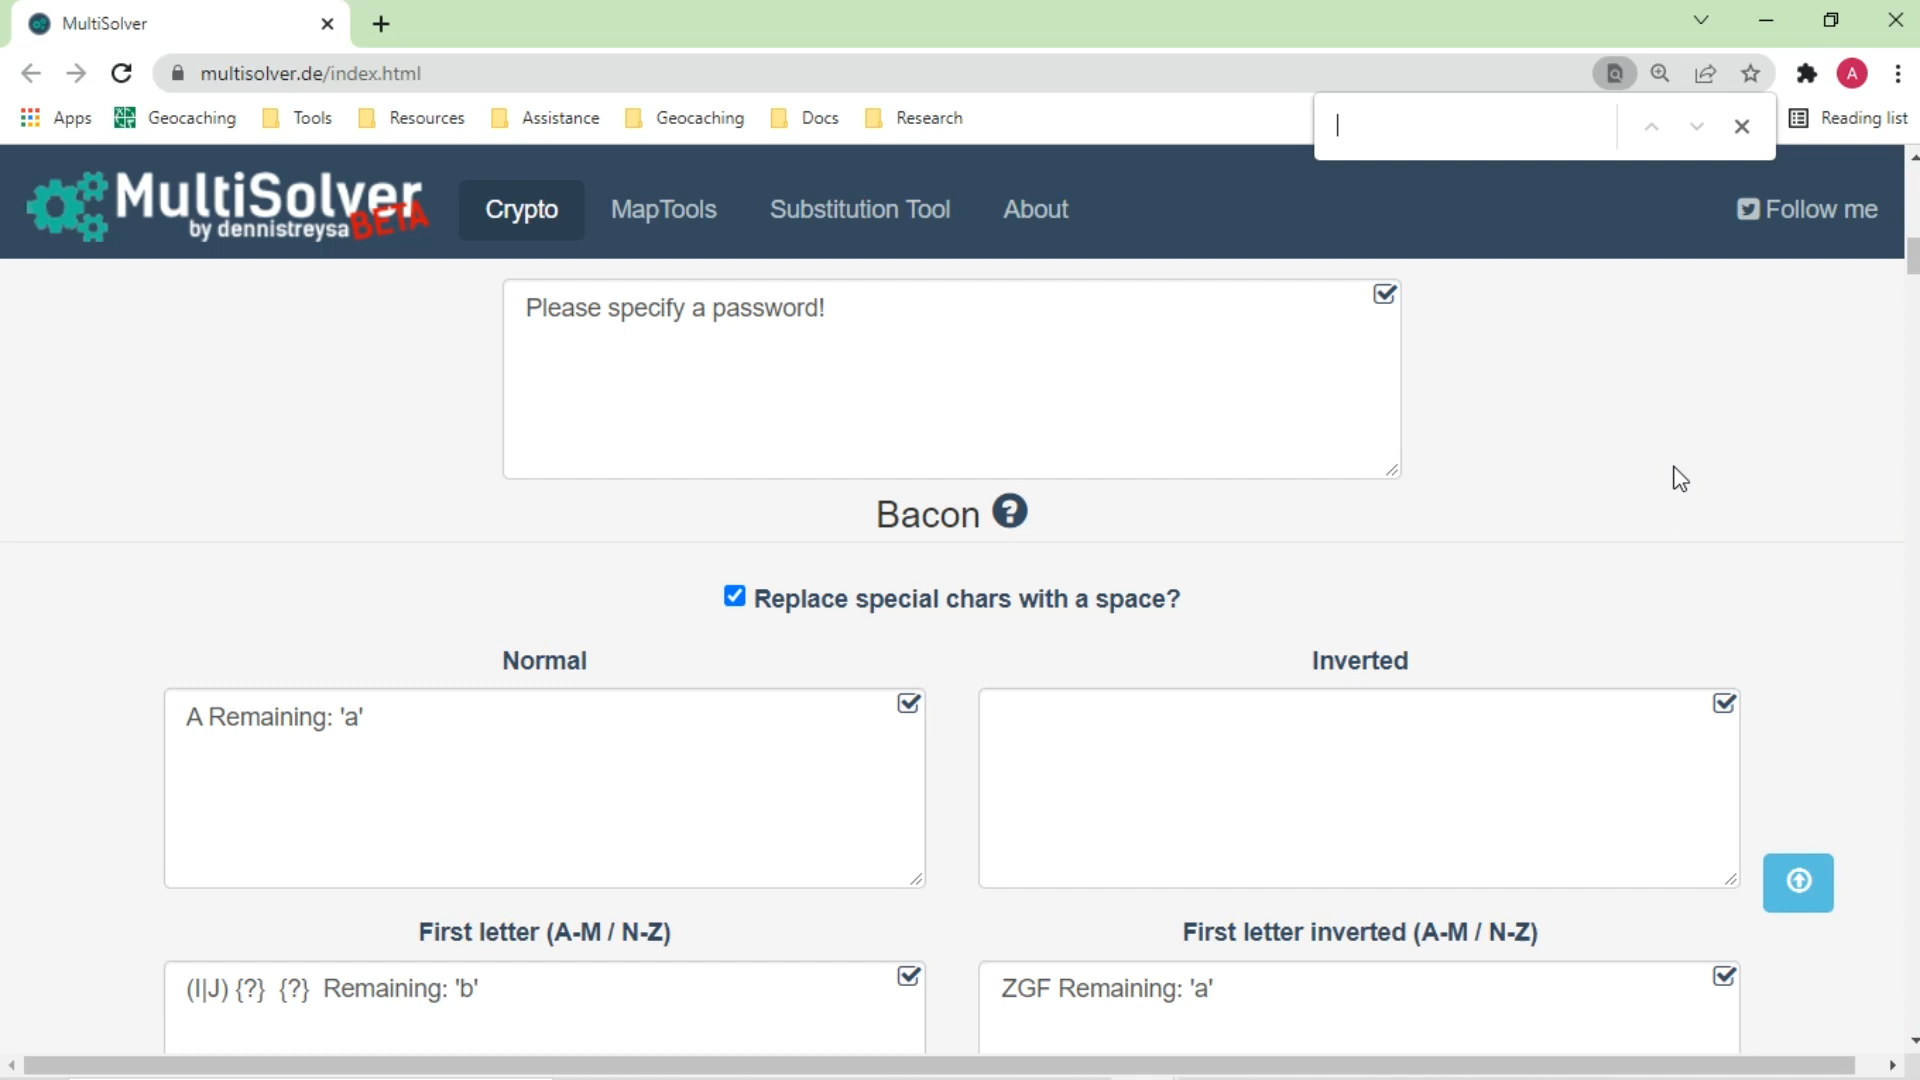 MultiSolver
multisolver.de/index.html
A
Apps Geocaching Tools Resources Assistance Geocaching Docs Research Reading list
MultiSolver BETA
by dennistreysa
Crypto MapTools Substitution Tool About Follow me
Please specify a password!
Bacon ?
Replace special chars with a space?
Normal Inverted
A Remaining: 'a'
First letter (A-M / N-Z) First letter inverted (A-M / N-Z)
(I|J) {?} {?} Remaining: 'b' ZGF Remaining: 'a'